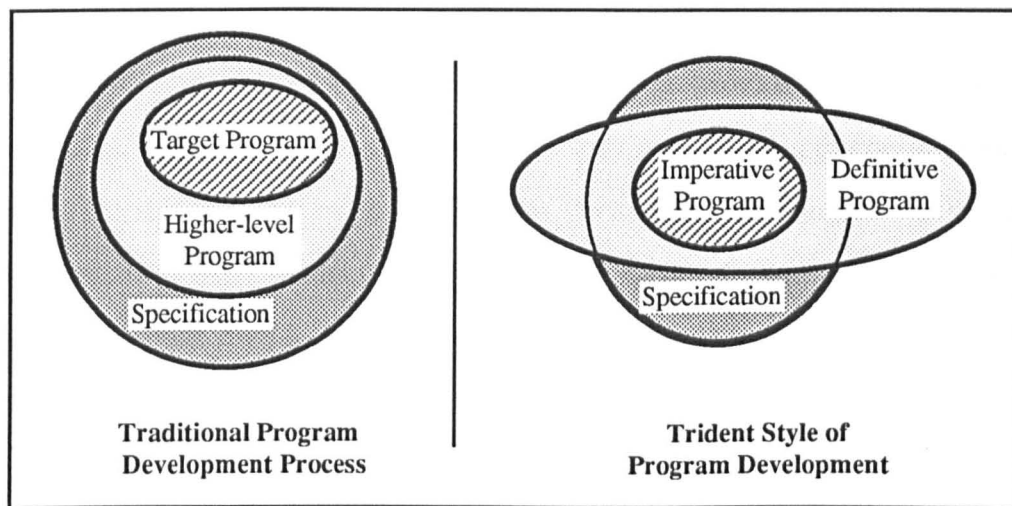 Target Program
Higher-level
Program
Specification
Traditional Program
Development Process
Imperative
Program
Definitive
Program
Specification
Trident Style of
Program Development